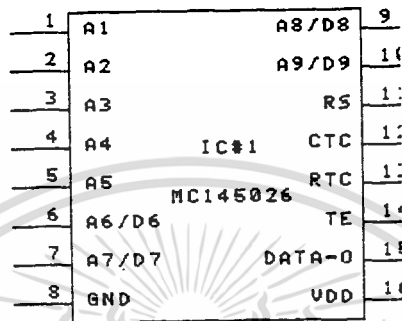 1 A1 A8/D8 9
2 A2 A9/D9
3 A3 RS
4 A4 IC#1 CTC
5 A5 RTC
MC145026
6 A6/D6 TE
7 A7/D7 DATA-O
8 GND VDD